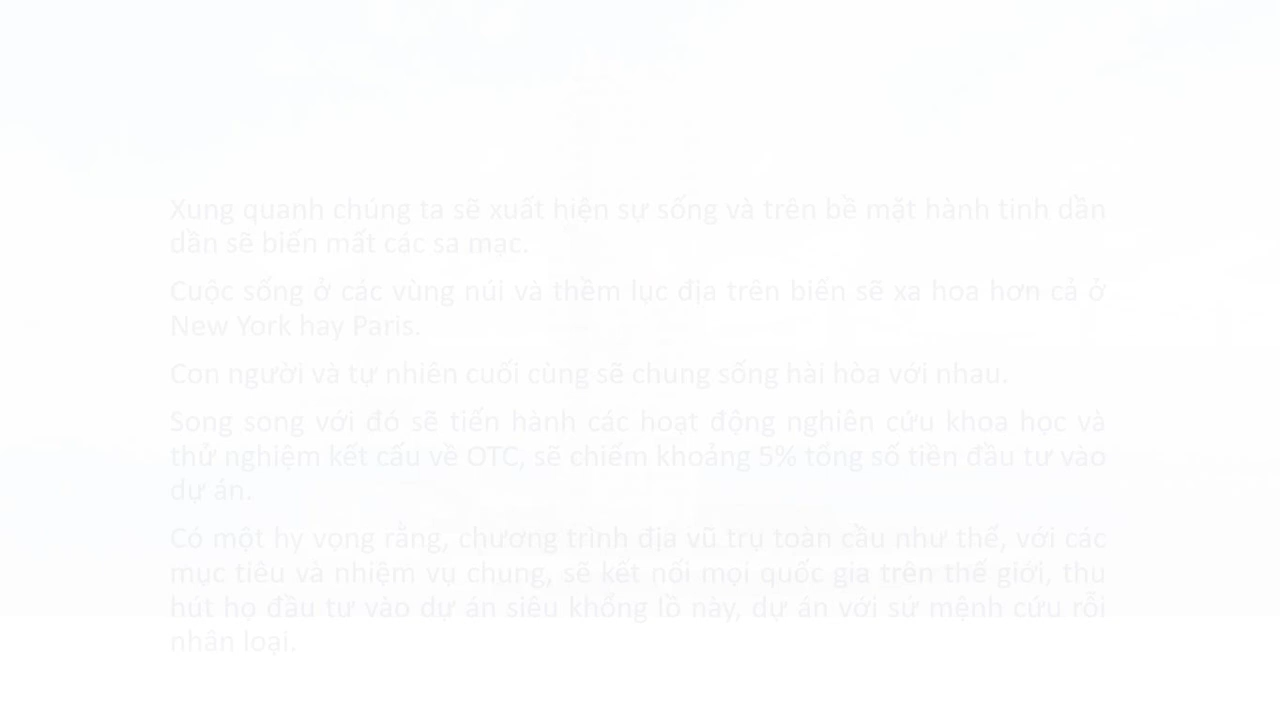 Xung quanh chúng ta sẽ xuất hiện sự sống và trên bề mặt hành tinh dần
dần sẽ biến mất các sa mạc.
Cuộc sống ở các vùng núi và thềm lục địa trên biển sẽ xa hoa hơn cả ở
New York hay Paris.
Con người và tự nhiên cuối cùng sẽ chung sống hài hòa với nhau.
Song song với đó sẽ tiến hành các hoạt động nghiên cứu khoa học và
thử nghiệm kết cấu về OTC, sẽ chiếm khoảng 5% tổng số tiền đầu tư vào
dự án.
Có một hy vọng rằng, chương trình địa vũ trụ toàn cầu như thế, với các
mục tiêu và nhiệm vụ chung, sẽ kết nối mọi quốc gia trên thế giới, thu
hút họ đầu tư vào dự án siêu khổng lồ này, dự án với sứ mệnh cứu rỗi
nhân loại.